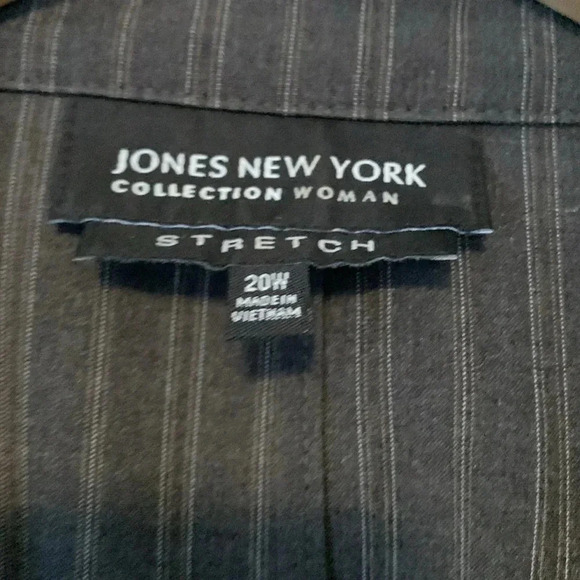 JONES NEW YORK
COLLECTION WOMAN
STRETCH
20W
MADE IN
VIETNAM